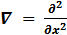 ∇ = ∂²/∂x²